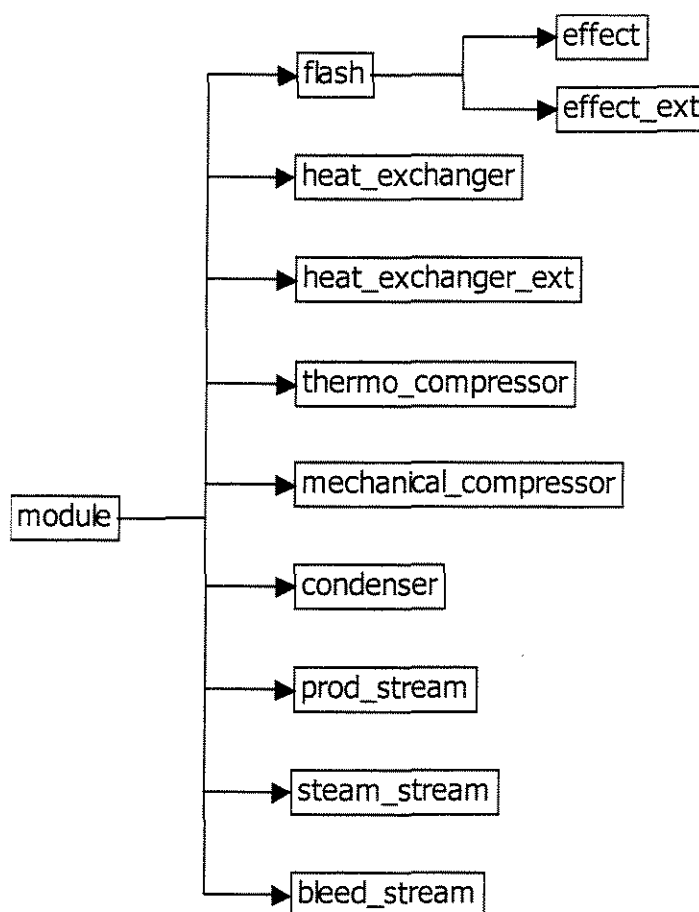 effect
flash
effect_ext
heat_exchanger
heat_exchanger_ext
thermo_compressor
mechanical_compressor
module
condenser
prod_stream
steam_stream
bleed_stream